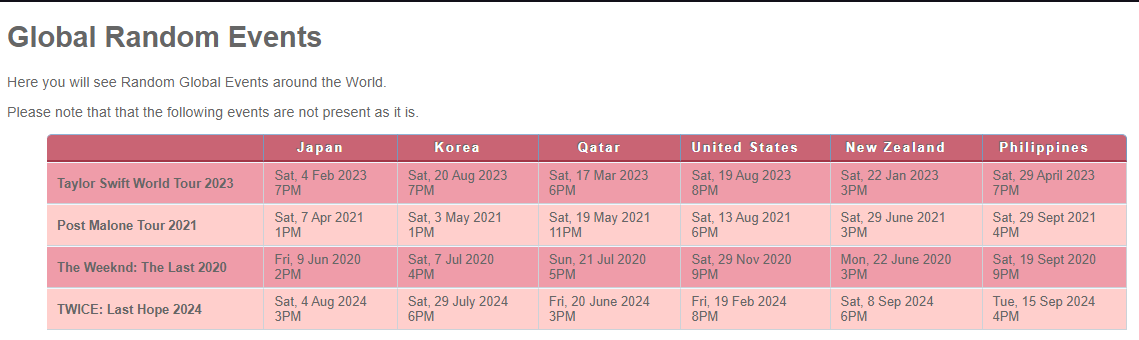 Global Random Events
Here you will see Random Global Events around the World.
Please note that that the following events are not present as it is.
Japan Korea Qatar United States New Zealand Philippines
Taylor Swift World Tour 2023 Sat, 4 Feb 2023 7PM Sat, 20 Aug 2023 7PM Sat, 17 Mar 2023 6PM Sat, 19 Aug 2023 8PM Sat, 22 Jan 2023 3PM Sat, 29 April 2023 7PM
Post Malone Tour 2021 Sat, 7 Apr 2021 1PM Sat, 3 May 2021 1PM Sat, 19 May 2021 11PM Sat, 13 Aug 2021 6PM Sat, 29 June 2021 3PM Sat, 29 Sept 2021 4PM
The Weeknd: The Last 2020 Fri, 9 Jun 2020 2PM Sat, 7 Jul 2020 4PM Sun, 21 Jul 2020 5PM Sat, 29 Nov 2020 9PM Mon, 22 June 2020 3PM Sat, 19 Sept 2020 9PM
TWICE: Last Hope 2024 Sat, 4 Aug 2024 3PM Sat, 29 July 2024 6PM Fri, 20 June 2024 3PM Fri, 19 Feb 2024 8PM Sat, 8 Sep 2024 6PM Tue, 15 Sep 2024 4PM